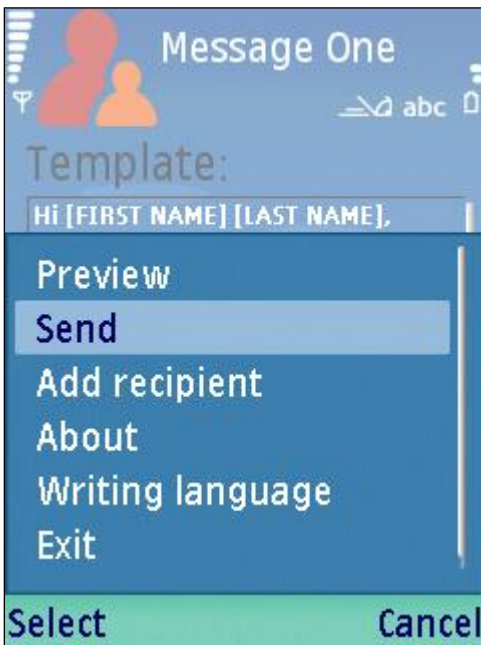 Message One
abc
Template:
Hi [FIRST NAME] [LAST NAME],
Preview
Send
Add recipient
About
Writing language
Exit
Select Cancel